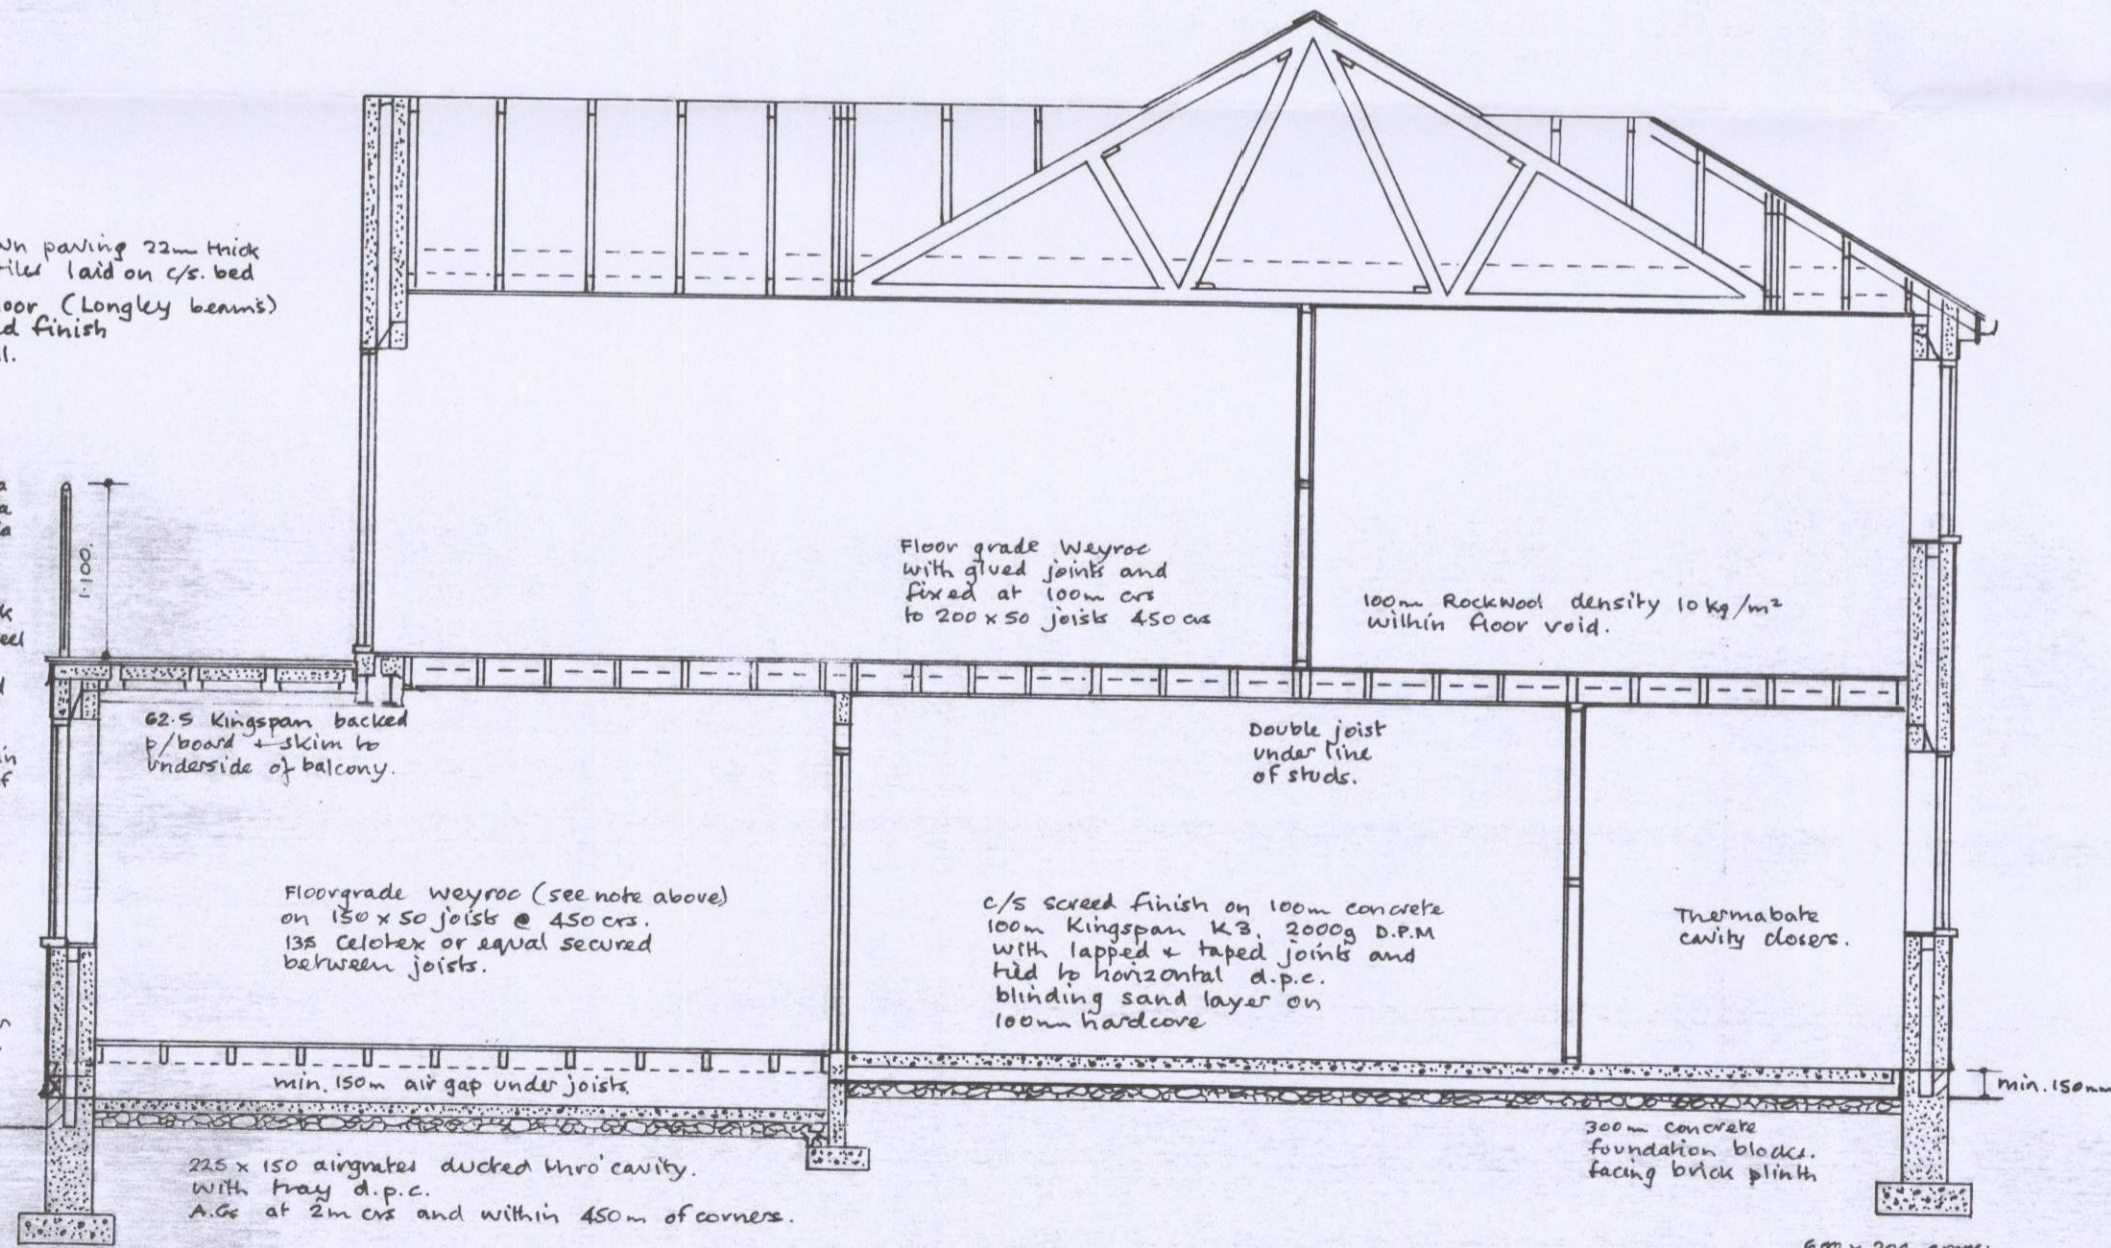 paving 22mm thick
tiles laid on c/s. bed
(Longley beams)
finish
1.100.
Floor grade Weyroc
with glued joints and
fixed at 100m crs
to 200 x 50 joists 450 crs
100m Rockwool density 10 kg/m²
within floor void.
62.5 Kingspan backed
p/board + skim to
underside of balcony.
Double joist
under line
of studs.
Floorgrade Weyroc (see note above)
on 150 x 50 joists @ 450 crs.
135 Celotex or equal secured
between joists.
c/s screed finish on 100m concrete
100m Kingspan K3. 2000g D.P.M
with lapped & taped joints and
tied to horizontal d.p.c.
blinding sand layer on
100mm hardcore
Thermabate
cavity closers.
min. 150m air gap under joists.
min. 150mm
300m concrete
foundation blocks.
facing brick plinth
225 x 150 airgrates ducted thro' cavity.
with tray d.p.c.
A.Gs at 2m crs and within 450m of corners.